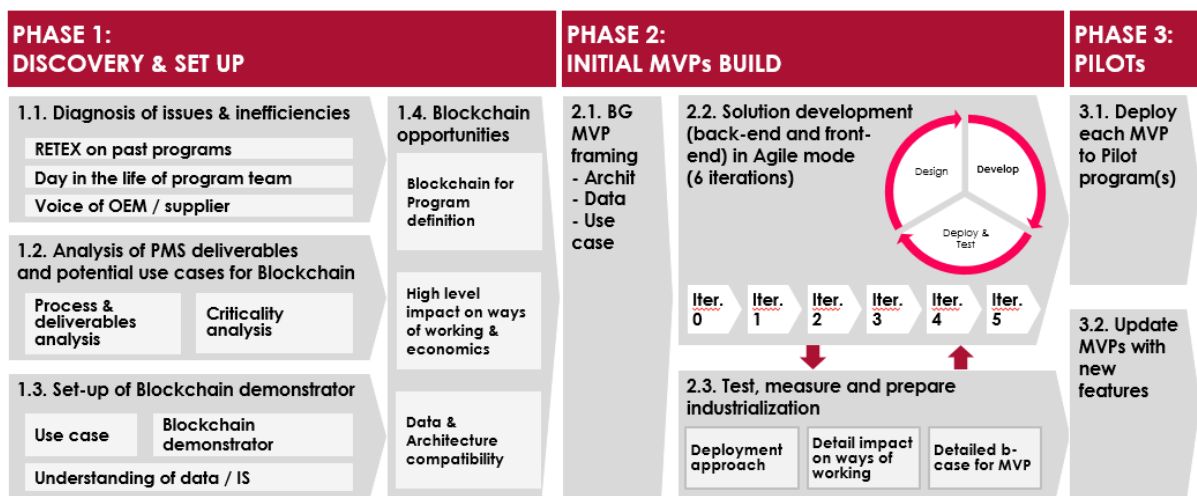 PHASE 1:
DISCOVERY & SET UP
1.1. Diagnosis of issues & inefficiencies
RETEX on past programs
Day in the life of program team
Voice of OEM / supplier
1.2. Analysis of PMS deliverables
and potential use cases for Blockchain
Process &
deliverables
analysis
Criticality
analysis
1.3. Set-up of Blockchain demonstrator
Use case
Blockchain
demonstrator
Understanding of data / IS
1.4. Blockchain
opportunities
Blockchain for
Program
definition
High level
impact on ways
of working &
economics
Data &
Architecture
compatibility
PHASE 2:
INITIAL MVPs BUILD
2.1. BG
MVP
framing
- Archit
- Data
- Use
case
2.2. Solution development
(back-end and front-
end) in Agile mode
(6 iterations)
Design
Develop
Deploy &
Test
Iter.
0
Iter.
1
Iter.
2
Iter.
3
Iter.
4
Iter.
5
2.3. Test, measure and prepare
industrialization
Deployment
approach
Detail impact
on ways of
working
Detailed b-
case for MVP
PHASE 3:
PILOTs
3.1. Deploy
each MVP
to Pilot
program(s)
3.2. Update
MVPs with
new
features